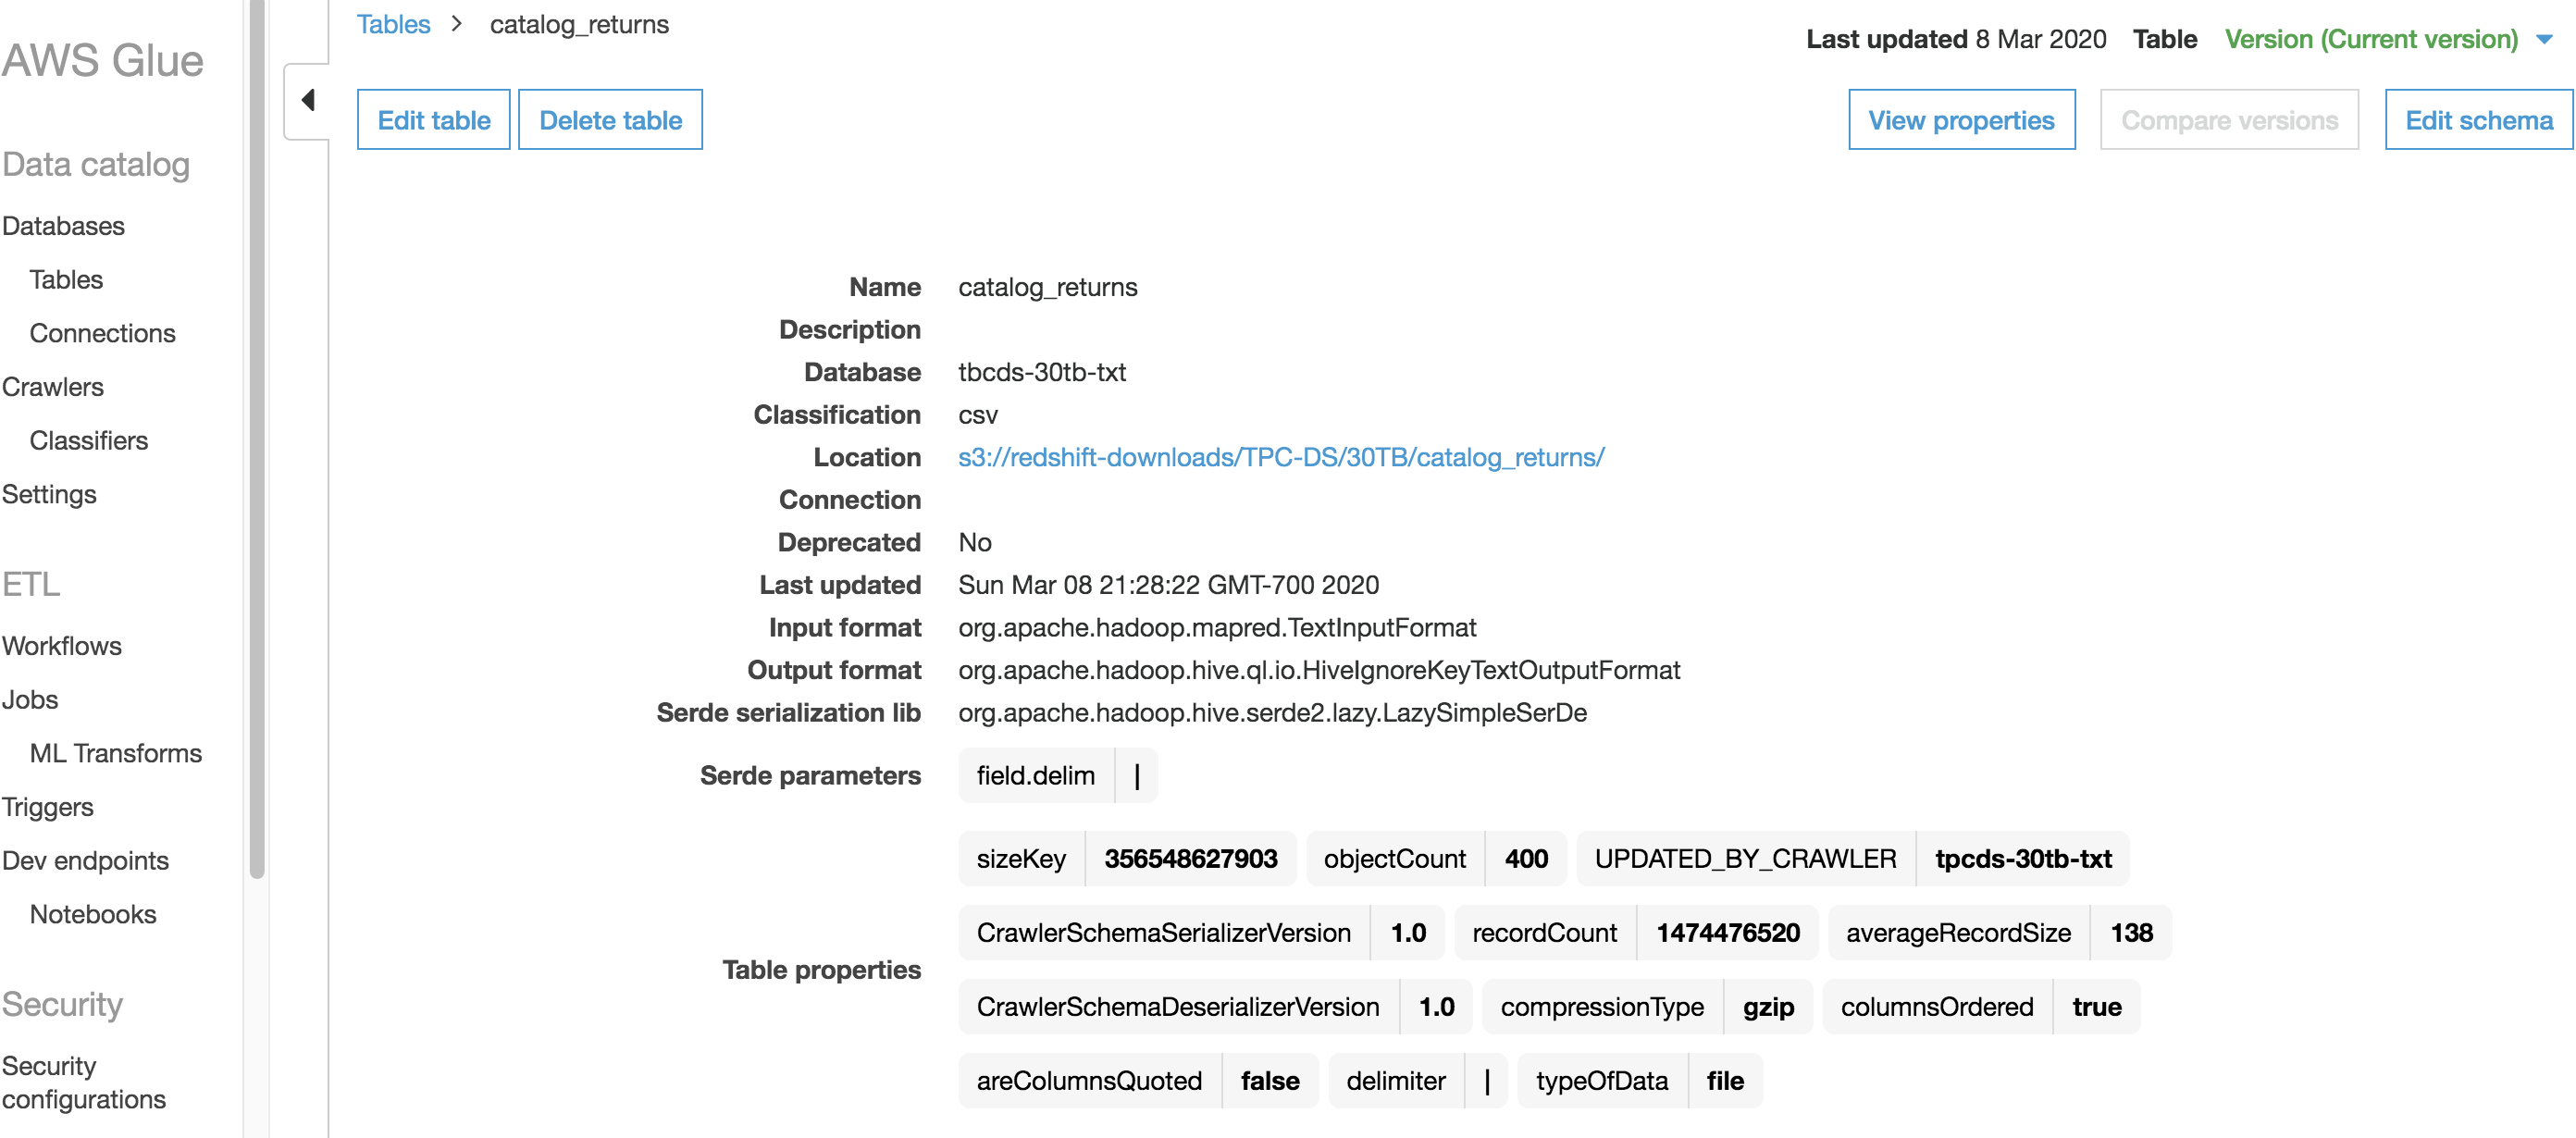 AWS Glue
Data catalog
Databases
Tables
Connections
Crawlers
Classifiers
Settings
ETL
Workflows
Jobs
ML Transforms
Triggers
Dev endpoints
Notebooks
Security
Security
configurations
Tables > catalog_returns
Last updated 8 Mar 2020 Table Version (Current version)
Edit table Delete table View properties Compare versions Edit schema
Name catalog_returns
Description
Database tbcds-30tb-txt
Classification csv
Location s3://redshift-downloads/TPC-DS/30TB/catalog_returns/
Connection
Deprecated No
Last updated Sun Mar 08 21:28:22 GMT-700 2020
Input format org.apache.hadoop.mapred.TextInputFormat
Output format org.apache.hadoop.hive.ql.io.HiveIgnoreKeyTextOutputFormat
Serde serialization lib org.apache.hadoop.hive.serde2.lazy.LazySimpleSerDe
Serde parameters field.delim |
sizeKey 356548627903 objectCount 400 UPDATED_BY_CRAWLER tpcds-30tb-txt
CrawlerSchemaSerializerVersion 1.0 recordCount 1474476520 averageRecordSize 138
Table properties
CrawlerSchemaDeserializerVersion 1.0 compressionType gzip columnsOrdered true
areColumnsQuoted false delimiter | typeOfData file